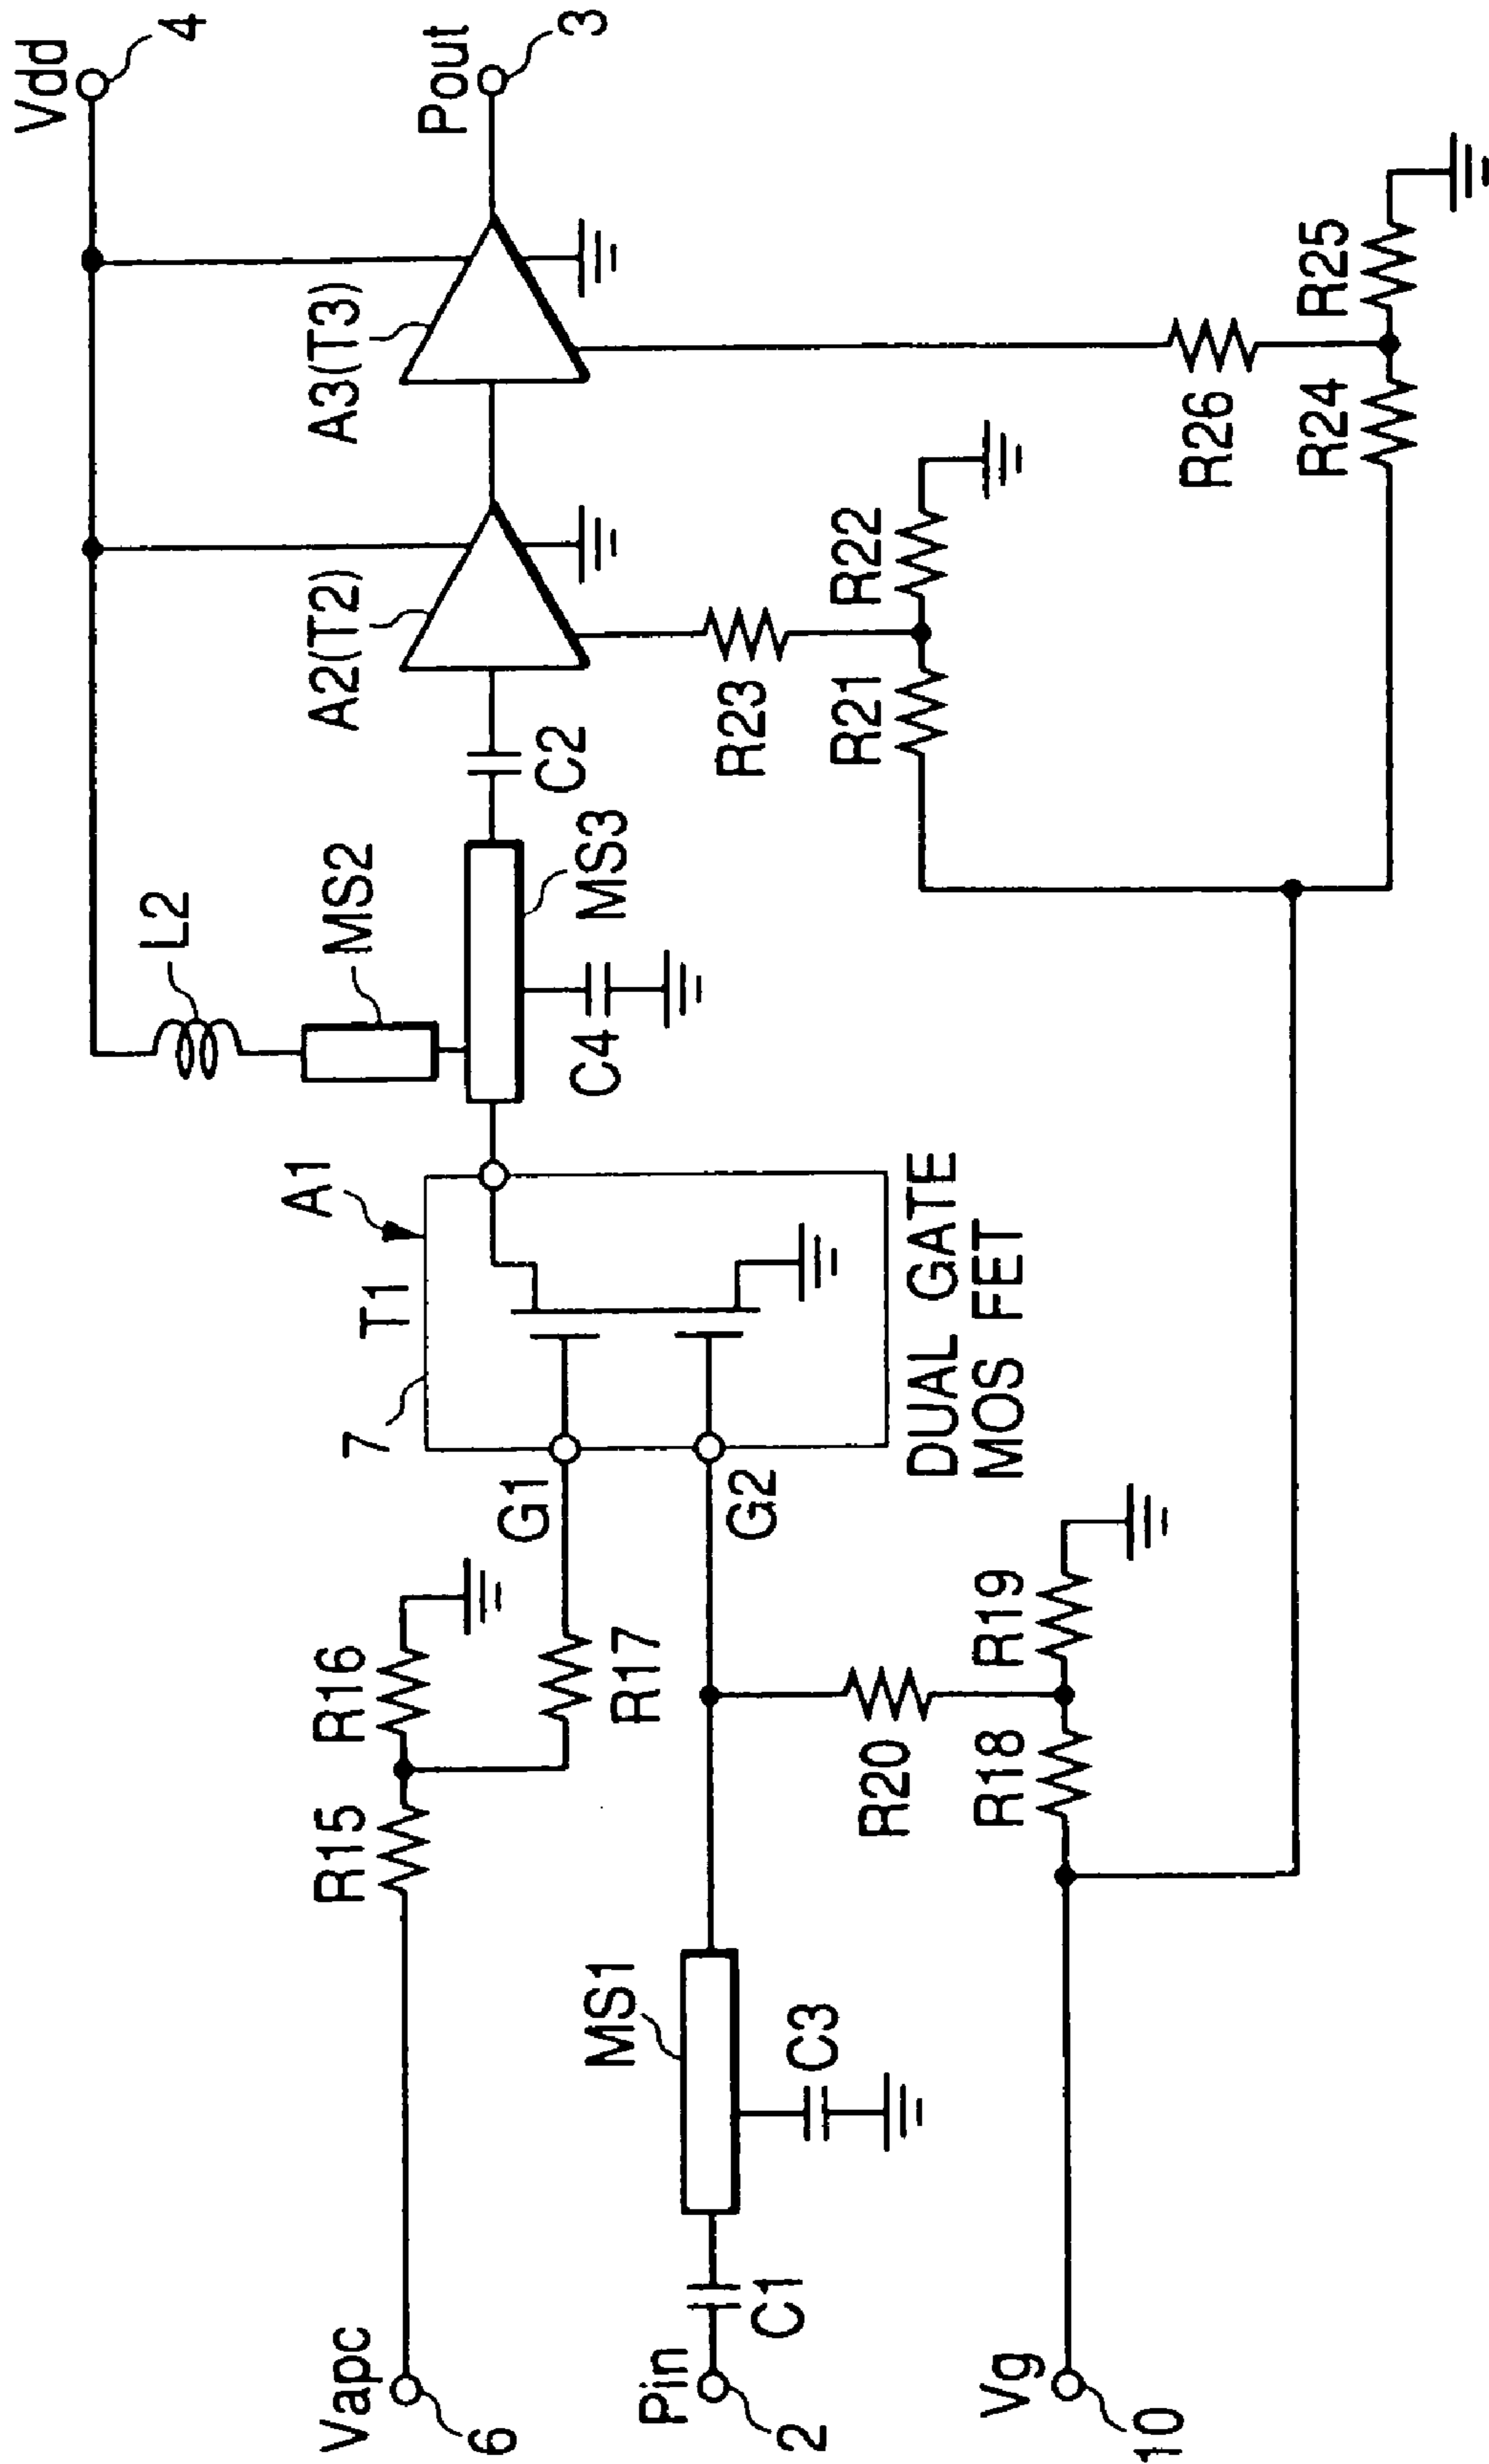 Vdd
4
Pout
3
A3(T3)
A2(T2)
L2
MS2
MS3
C2
C4
R23
R21
R22
R26
R24
R25
A1
T1
7
G1
G2
DUAL GATE
MOS FET
R15
R16
R17
Vapc
6
Pin
2
C1
MS1
C3
R20
R18
R19
Vg
10